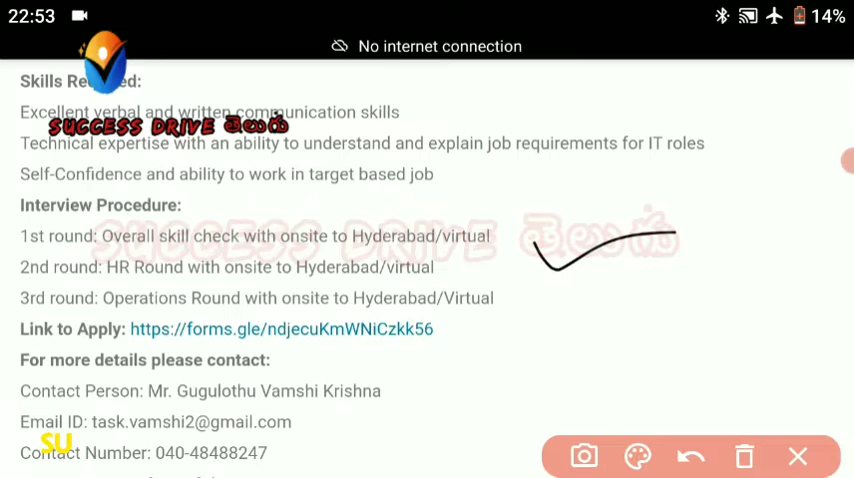 22:53 14%
No internet connection
Skills Required:
Excellent verbal and written communication skills
SUCCESS DRIVE తెలుగు
Technical expertise with an ability to understand and explain job requirements for IT roles
Self-Confidence and ability to work in target based job
Interview Procedure:
SUCCESS DRIVE తెలుగు
1st round: Overall skill check with onsite to Hyderabad/virtual
2nd round: HR Round with onsite to Hyderabad/virtual
3rd round: Operations Round with onsite to Hyderabad/Virtual
Link to Apply: https://forms.gle/ndjecuKmWNiCzkk56
For more details please contact:
Contact Person: Mr. Gugulothu Vamshi Krishna
Email ID: task.vamshi2@gmail.com
SU
Contact Number: 040-48488247